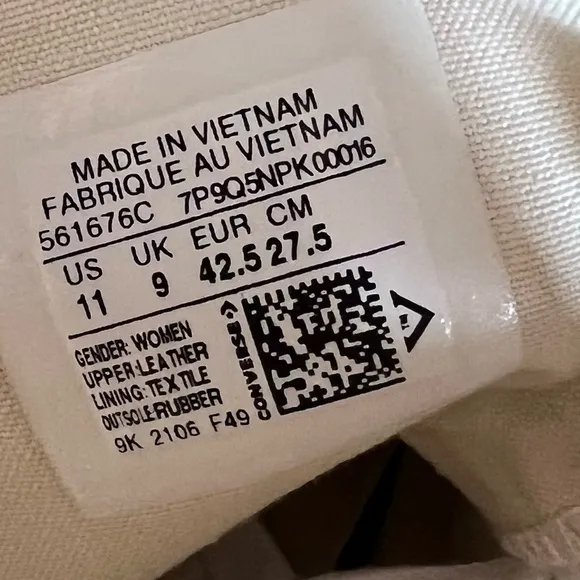 MADE IN VIETNAM
FABRIQUE AU VIETNAM
561676C 7P9Q5NPK00016
US UK EUR CM
11 9 42.5 27.5
GENDER: WOMEN
UPPER:LEATHER
LINING:TEXTILE
OUTSOLE:RUBBER
9K 2106 F49
CONVERSE